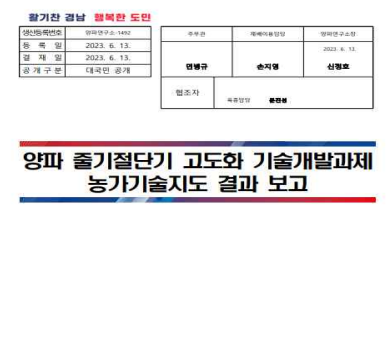 활기찬 경남 행복한 도민
생산등록번호 양파연구소-1492
등 록 일 2023. 6. 13.
결 재 일 2023. 6. 13.
공 개 구 분 대국민 공개
주무관 재배이용담당 양파연구소장
2023. 6. 13.
민병규 손지영 신정호
협조자
육종담당
양파 줄기절단기 고도화 기술개발과제
농가기술지도 결과 보고